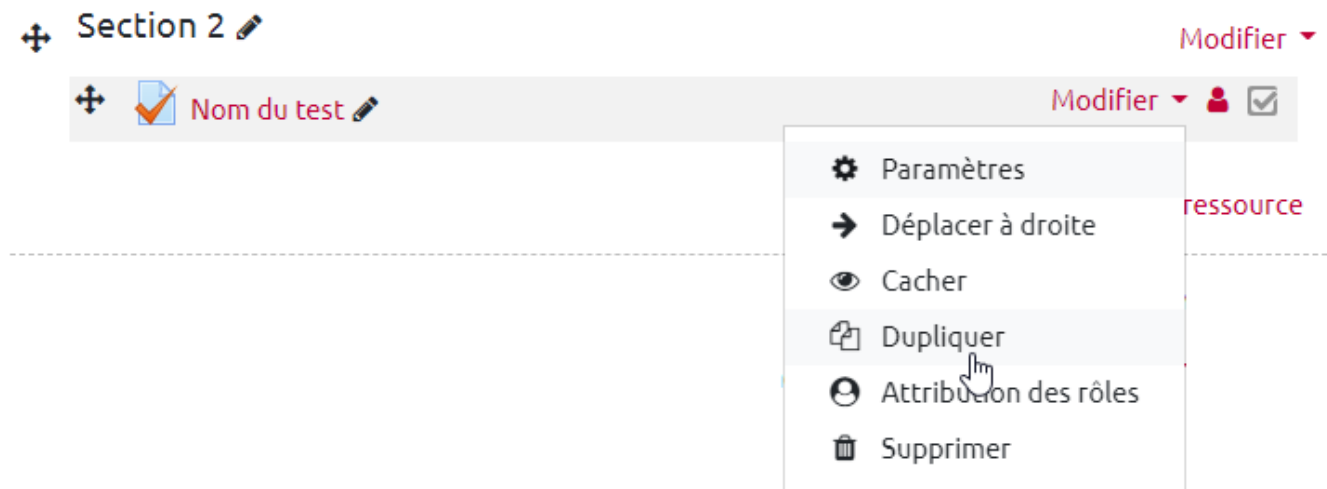 Section 2
Modifier
Nom du test
Modifier
Paramètres
ressource
Déplacer à droite
Cacher
Dupliquer
Attribution des rôles
Supprimer